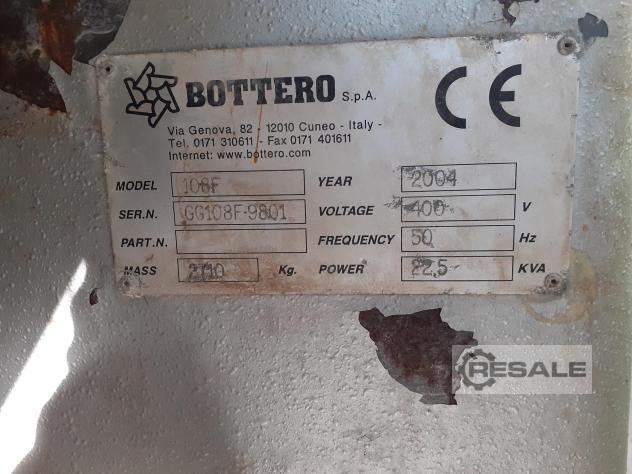 BOTTERO S.p.A. CE
Via Genova, 82 - 12010 Cuneo - Italy -
Tel. 0171 310611 - Fax 0171 401611
Internet: www.bottero.com
MODEL 108F YEAR 2004
SER.N. GG108F-9801 VOLTAGE 400 V
PART.N. FREQUENCY 50 Hz
MASS Kg. POWER 22,5 KVA
RESALE